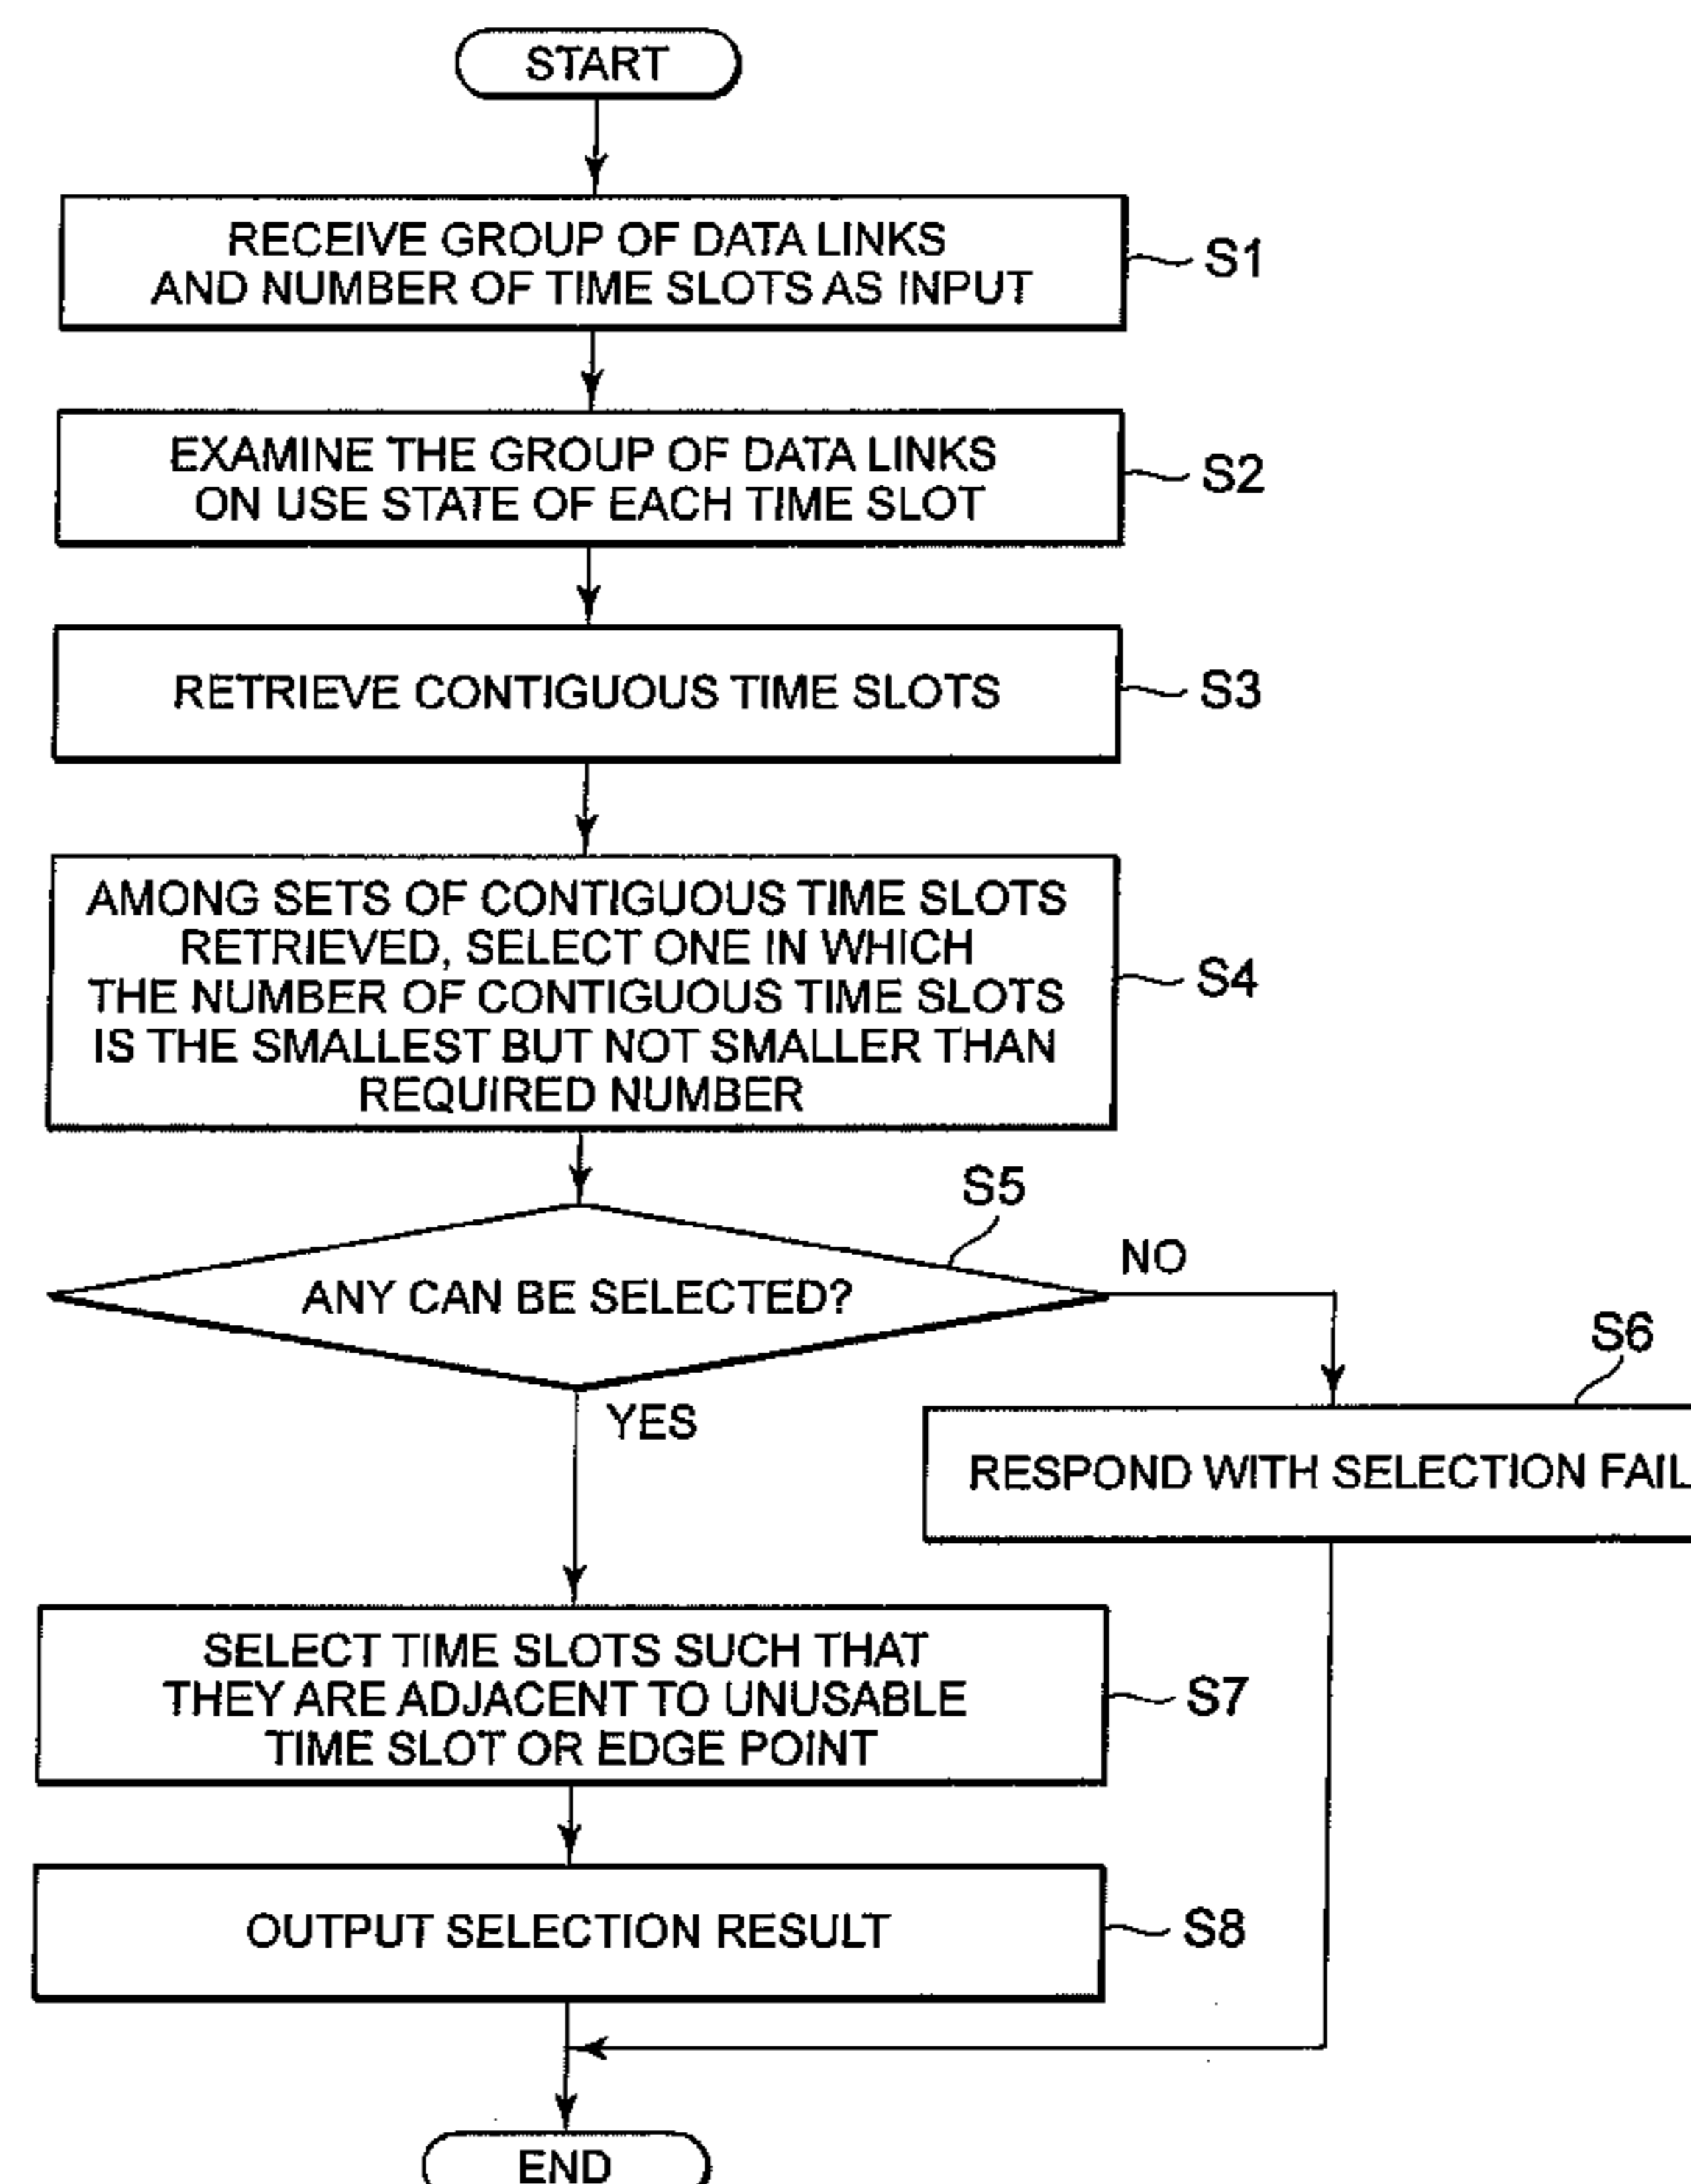 START
RECEIVE GROUP OF DATA LINKS
AND NUMBER OF TIME SLOTS AS INPUT
S1
EXAMINE THE GROUP OF DATA LINKS
ON USE STATE OF EACH TIME SLOT
S2
RETRIEVE CONTIGUOUS TIME SLOTS
S3
AMONG SETS OF CONTIGUOUS TIME SLOTS
RETRIEVED, SELECT ONE IN WHICH
THE NUMBER OF CONTIGUOUS TIME SLOTS
IS THE SMALLEST BUT NOT SMALLER THAN
REQUIRED NUMBER
S4
S5
ANY CAN BE SELECTED?
NO
YES
S6
RESPOND WITH SELECTION FAIL
SELECT TIME SLOTS SUCH THAT
THEY ARE ADJACENT TO UNUSABLE
TIME SLOT OR EDGE POINT
S7
OUTPUT SELECTION RESULT
S8
END